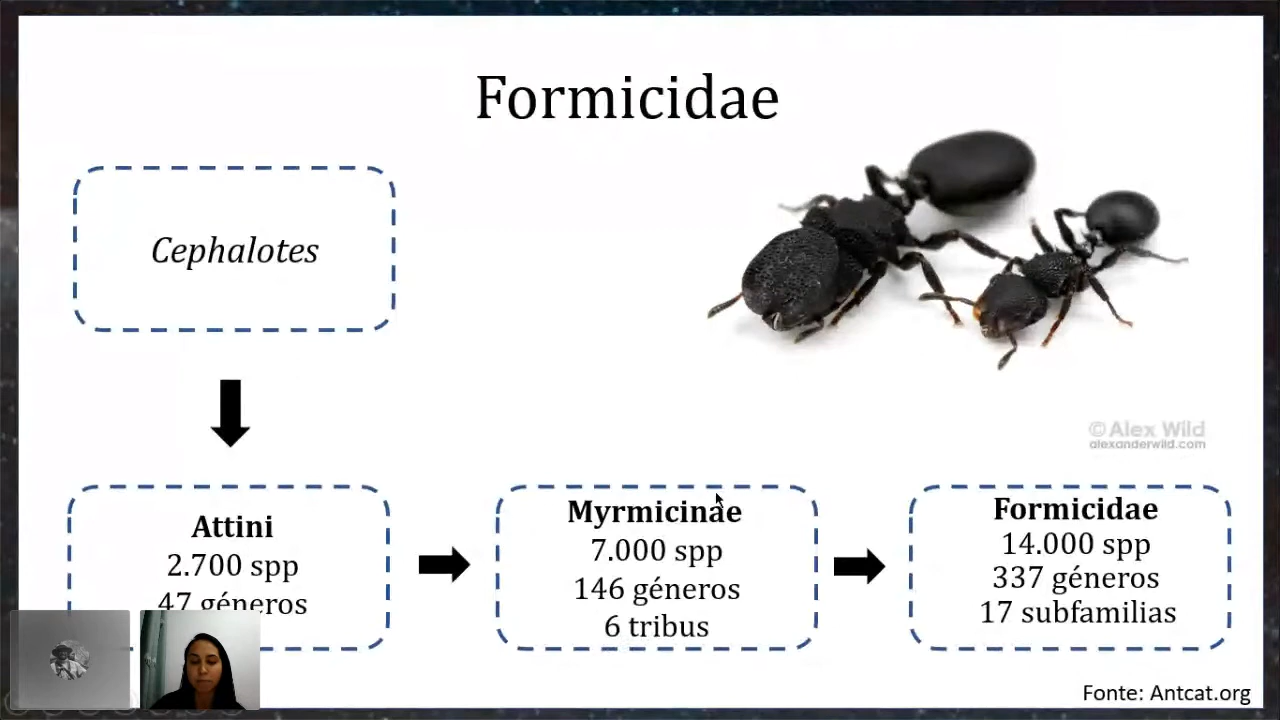 Formicidae
Cephalotes
© Alex Wild
alexanderwild.com
Attini
2.700 spp
47 géneros
Myrmicinae
7.000 spp
146 géneros
6 tribus
Formicidae
14.000 spp
337 géneros
17 subfamilias
Fonte: Antcat.org